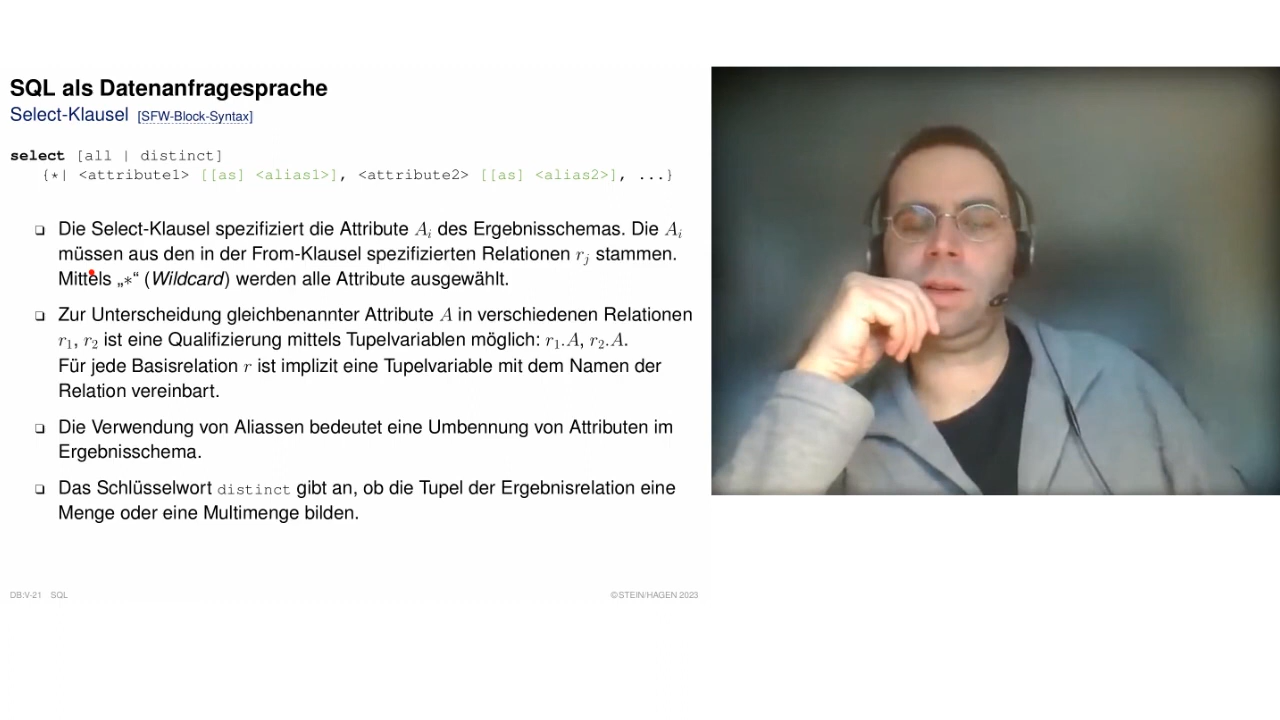 SQL als Datenanfragesprache
Select-Klausel [SFW-Block-Syntax]
select [all | distinct]
{*| <attribute1> [[as] <alias1>], <attribute2> [[as] <alias2>], ...}
❑ Die Select-Klausel spezifiziert die Attribute Aᵢ des Ergebnisschemas. Die Aᵢ
müssen aus den in der From-Klausel spezifizierten Relationen rⱼ stammen.
Mittels „∗“ (Wildcard) werden alle Attribute ausgewählt.
❑ Zur Unterscheidung gleichbenannter Attribute A in verschiedenen Relationen
r₁, r₂ ist eine Qualifizierung mittels Tupelvariablen möglich: r₁.A, r₂.A.
Für jede Basisrelation r ist implizit eine Tupelvariable mit dem Namen der
Relation vereinbart.
❑ Die Verwendung von Aliassen bedeutet eine Umbennung von Attributen im
Ergebnisschema.
❑ Das Schlüsselwort distinct gibt an, ob die Tupel der Ergebnisrelation eine
Menge oder eine Multimenge bilden.
DB:V-21 SQL ©STEIN/HAGEN 2023